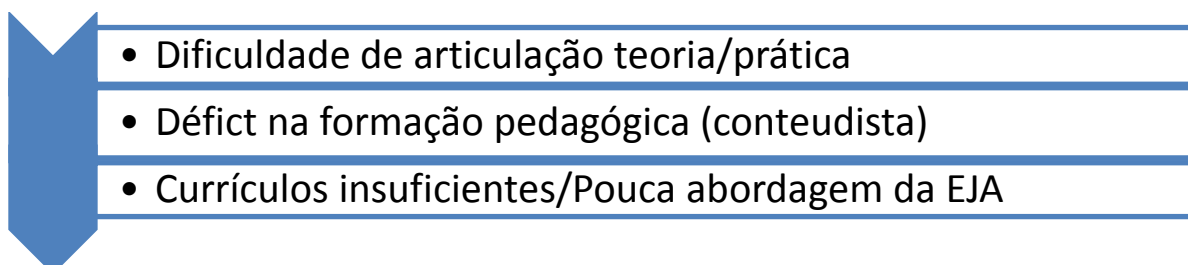 • Dificuldade de articulação teoria/prática
• Défict na formação pedagógica (conteudista)
• Currículos insuficientes/Pouca abordagem da EJA